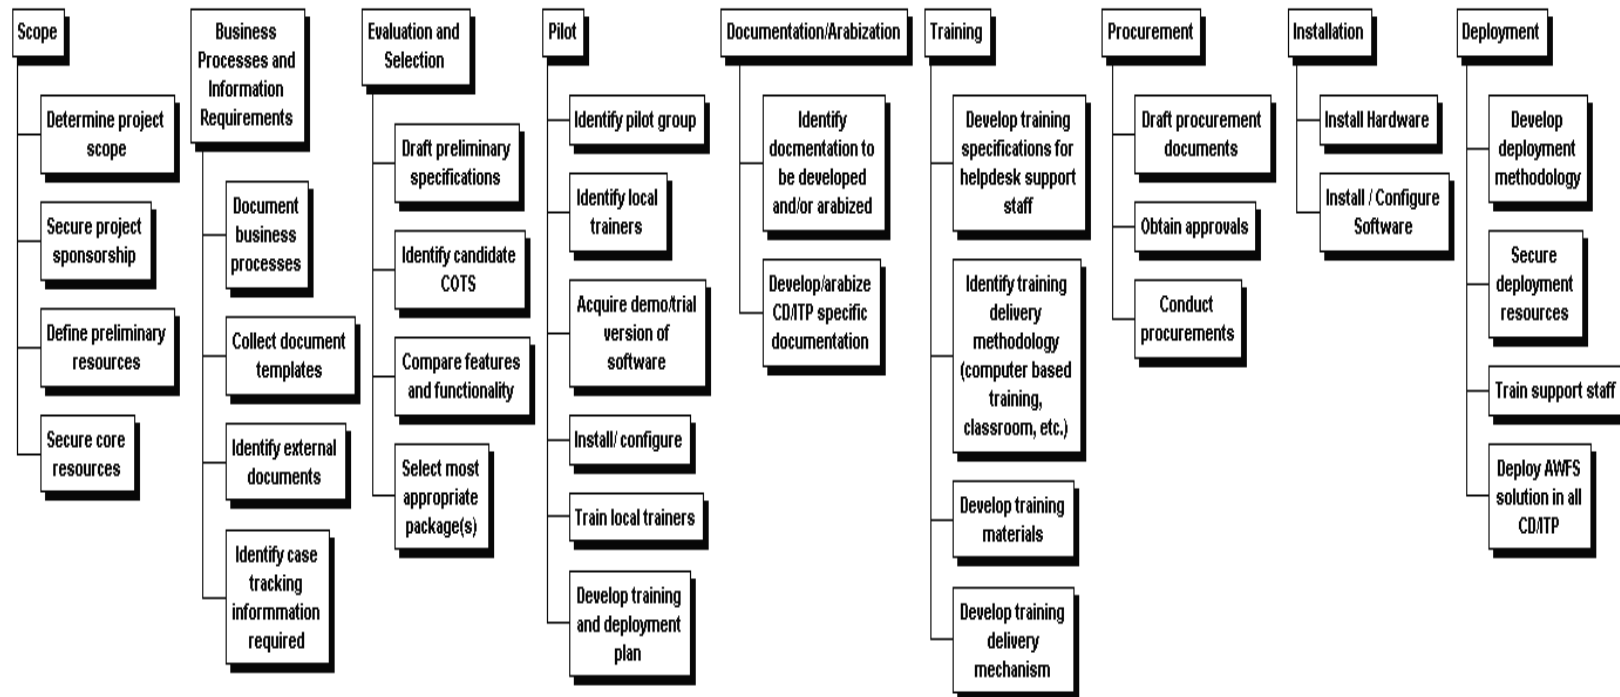 Scope
Determine project
scope
Secure project
sponsorship
Define preliminary
resources
Secure core
resources
Business
Processes and
Information
Requirements
Document
business
processes
Collect document
templates
Identify external
documents
Identify case
tracking
informmation
required
Evaluation and
Selection
Draft preliminary
specifications
Identify candidate
COTS
Compare features
and functionality
Select most
appropriate
package(s)
Pilot
Identify pilot group
Identify local
trainers
Acquire demo/trial
version of
software
Install/ configure
Train local trainers
Develop training
and deployment
plan
Documentation/Arabization
Identify
docmentation to
be developed
and/or arabized
Develop/arabize
CD/ITP specific
documentation
Training
Develop training
specifications for
helpdesk support
staff
Identify training
delivery
methodology
(computer based
training,
classroom, etc.)
Develop training
materials
Develop training
delivery
mechanism
Procurement
Draft procurement
documents
Obtain approvals
Conduct
procurements
Installation
Install Hardware
Install / Configure
Software
Deployment
Develop
deployment
methodology
Secure
deployment
resources
Train support staff
Deploy AWFS
solution in all
CD/ITP